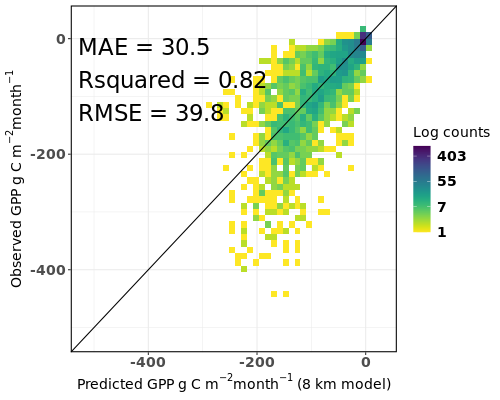 MAE = 30.5
Rsquared = 0.82
RMSE = 39.8
Observed GPP g C m⁻²month⁻¹
0
-200
-400
-400
-200
0
Predicted GPP g C m⁻²month⁻¹ (8 km model)
Log counts
403
55
7
1